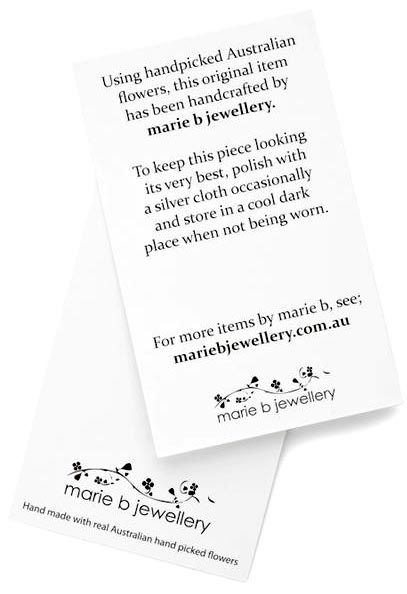 Using handpicked Australian
flowers, this original item
has been handcrafted by
marie b jewellery.
To keep this piece looking
its very best, polish with
a silver cloth occasionally
and store in a cool dark
place when not being worn.
For more items by marie b, see;
mariebjewellery.com.au
marie b jewellery
marie b jewellery
Hand made with real Australian hand picked flowers